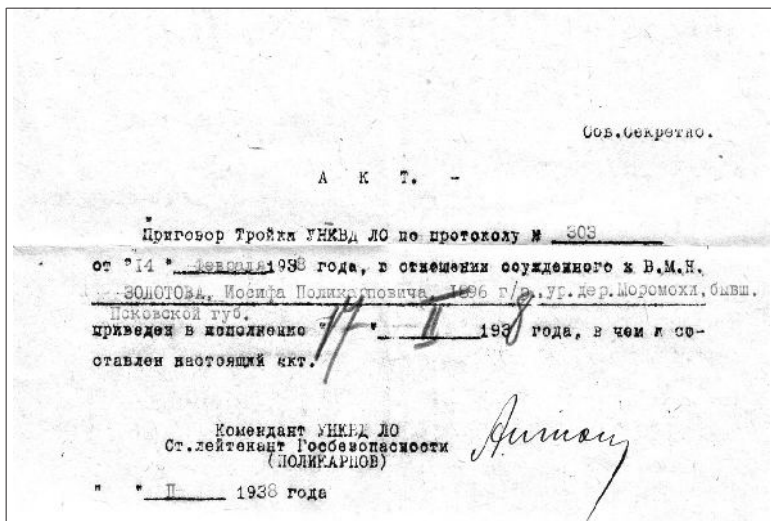 Сов.Секретно.
А К Т. -
Приговор Тройки УНКВД ЛО по протоколу № 303
от "14" февраля 1938 года, в отношении осужденного к В.М.Н.
ЗОЛОТОВА, Иосифа Поликарповича, 1896 г/р.,ур.дер.Моромохи,бывш.
Псковской губ.
приведен в исполнение "17" II 1938 года, в чем и со-
ставлен настоящий акт.
Комендант УНКВД ЛО
Ст.лейтенант Госбезопасности
(ПОЛИКАРПОВ)
" " II 1938 года